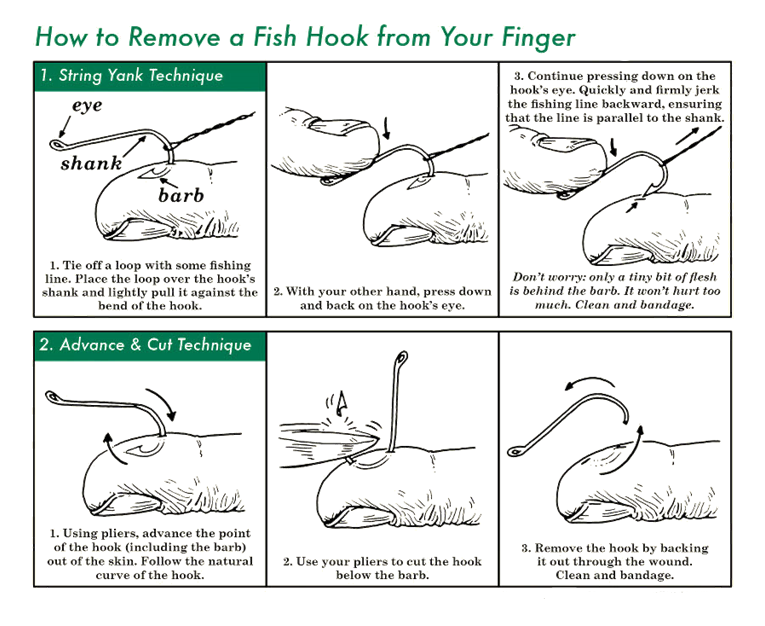 How to Remove a Fish Hook from Your Finger
1. String Yank Technique
eye
shank
barb
1. Tie off a loop with some fishing
line. Place the loop over the hook's
shank and lightly pull it against the
bend of the hook.
2. With your other hand, press down
and back on the hook's eye.
3. Continue pressing down on the
hook's eye. Quickly and firmly jerk
the fishing line backward, ensuring
that the line is parallel to the shank.
Don't worry: only a tiny bit of flesh
is behind the barb. It won't hurt too
much. Clean and bandage.
2. Advance & Cut Technique
1. Using pliers, advance the point
of the hook (including the barb)
out of the skin. Follow the natural
curve of the hook.
2. Use your pliers to cut the hook
below the barb.
3. Remove the hook by backing
it out through the wound.
Clean and bandage.